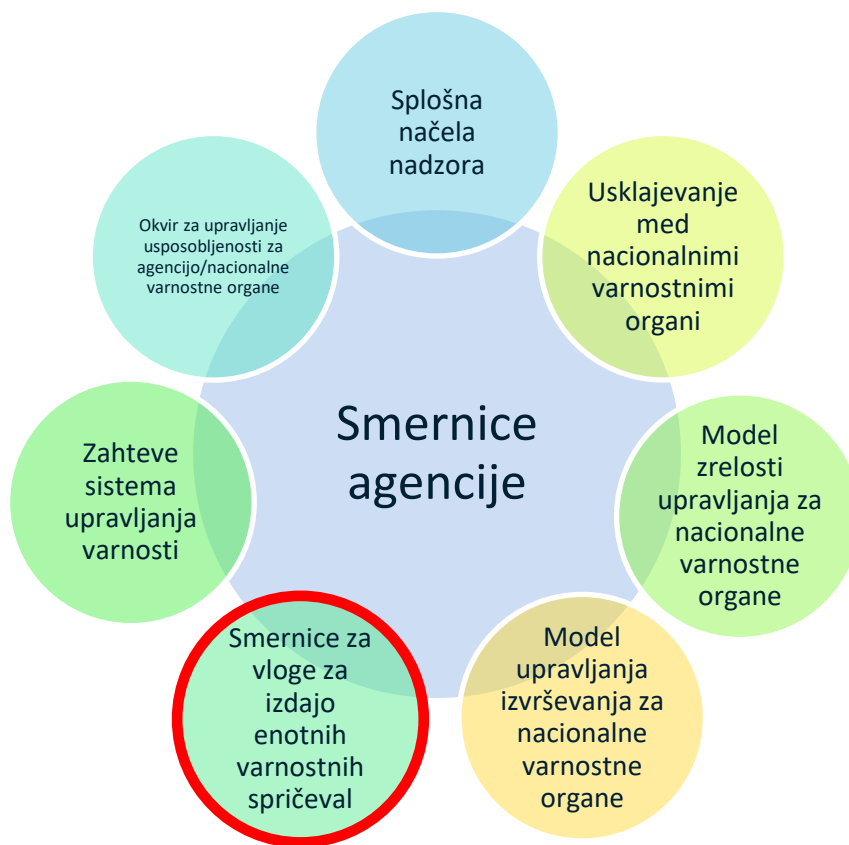 Splošna
načela
nadzora
Usklajevanje
med
nacionalnimi
varnostnimi
organi
Okvir za upravljanje
usposobljenosti za
agencijo/nacionalne
varnostne organe
Smernice
agencije
Model
zrelosti
upravljanja za
nacionalne
varnostne
organe
Zahteve
sistema
upravljanja
varnosti
Smernice za
vloge za
izdajo
enotnih
varnostnih
spričeval
Model
upravljanja
izvrševanja za
nacionalne
varnostne
organe